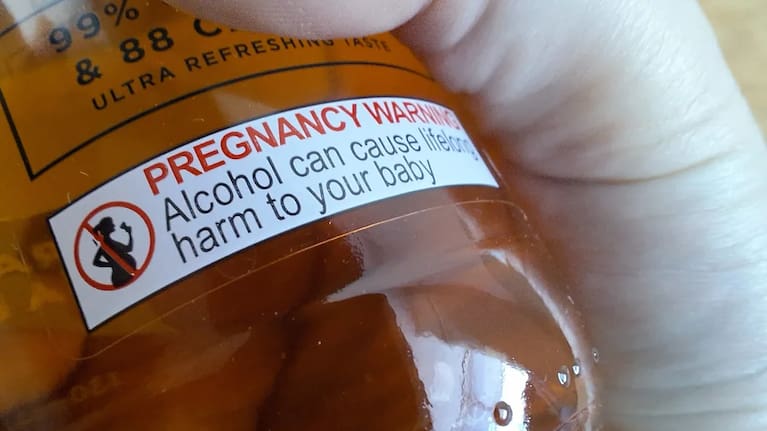 99%
& 88
ULTRA REFRESHING TASTE
PREGNANCY WARNING
Alcohol can cause lifelong
harm to your baby